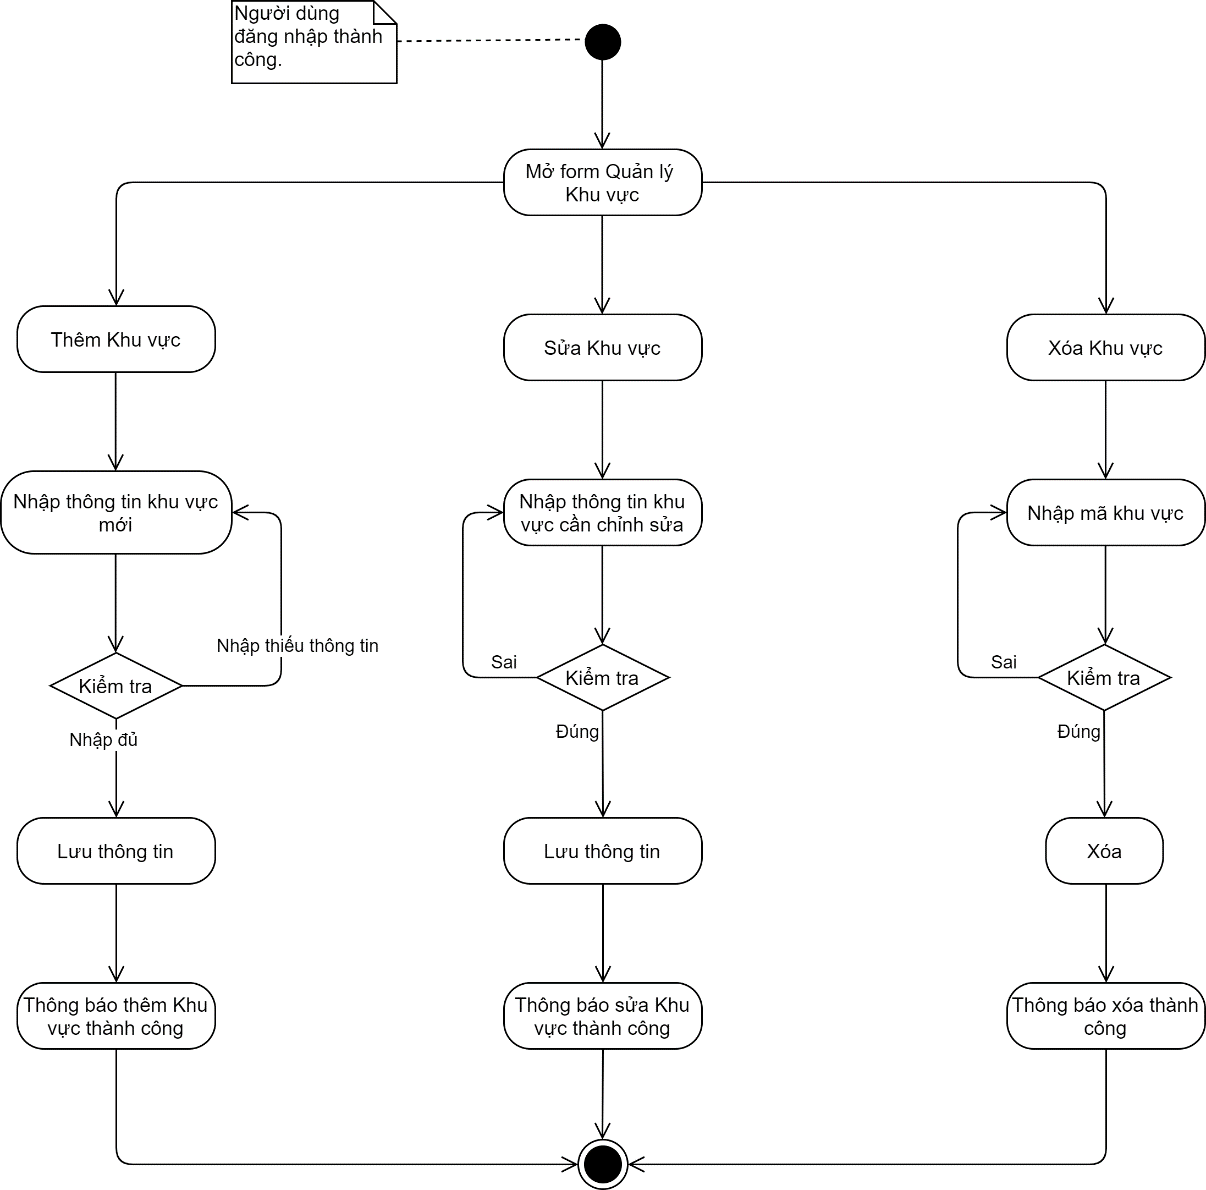 Người dùng
đăng nhập thành
công.
Mở form Quản lý
Khu vực
Thêm Khu vực
Sửa Khu vực
Xóa Khu vực
Nhập thông tin khu vực
mới
Nhập thông tin khu
vực cần chỉnh sửa
Nhập mã khu vực
Nhập thiếu thông tin
Kiểm tra
Sai
Kiểm tra
Sai
Kiểm tra
Nhập đủ
Đúng
Đúng
Lưu thông tin
Lưu thông tin
Xóa
Thông báo thêm Khu
vực thành công
Thông báo sửa Khu
vực thành công
Thông báo xóa thành
công